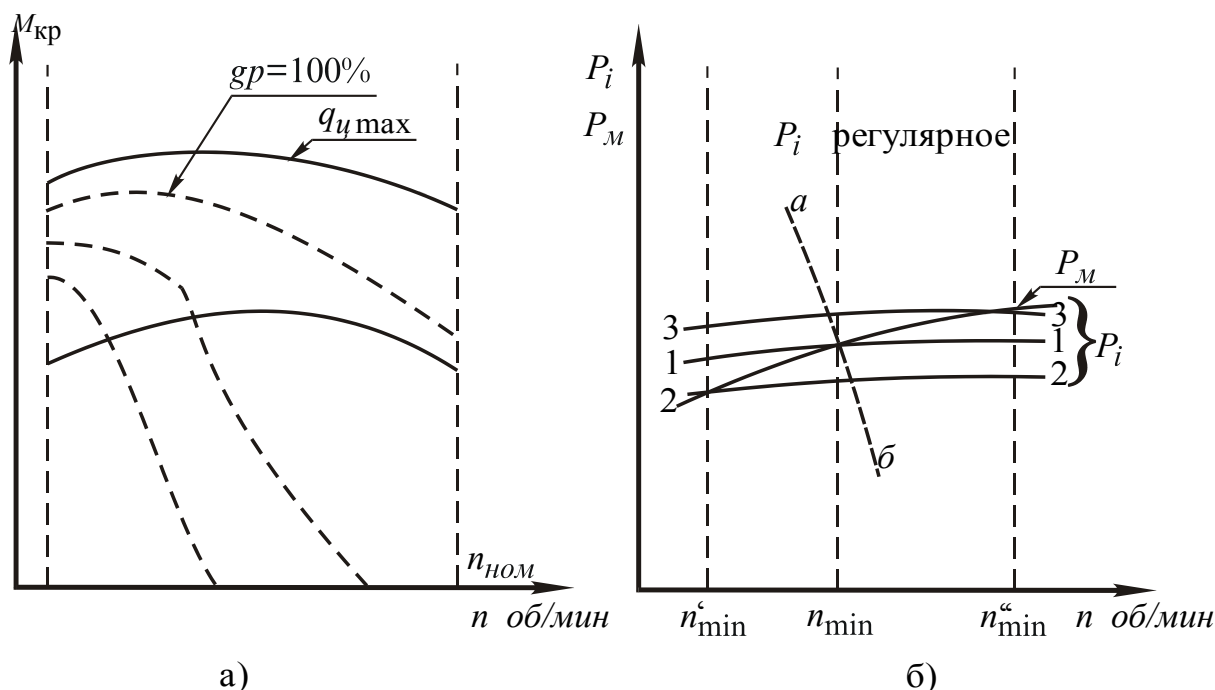 Mкр
gp=100%
qц max
nном
n об/мин
а)
Pi
Pм
Pi регулярное
a
Pм
3
3
1
1
Pi
2
2
б
n‘min
nmin
n“min
n об/мин
б)